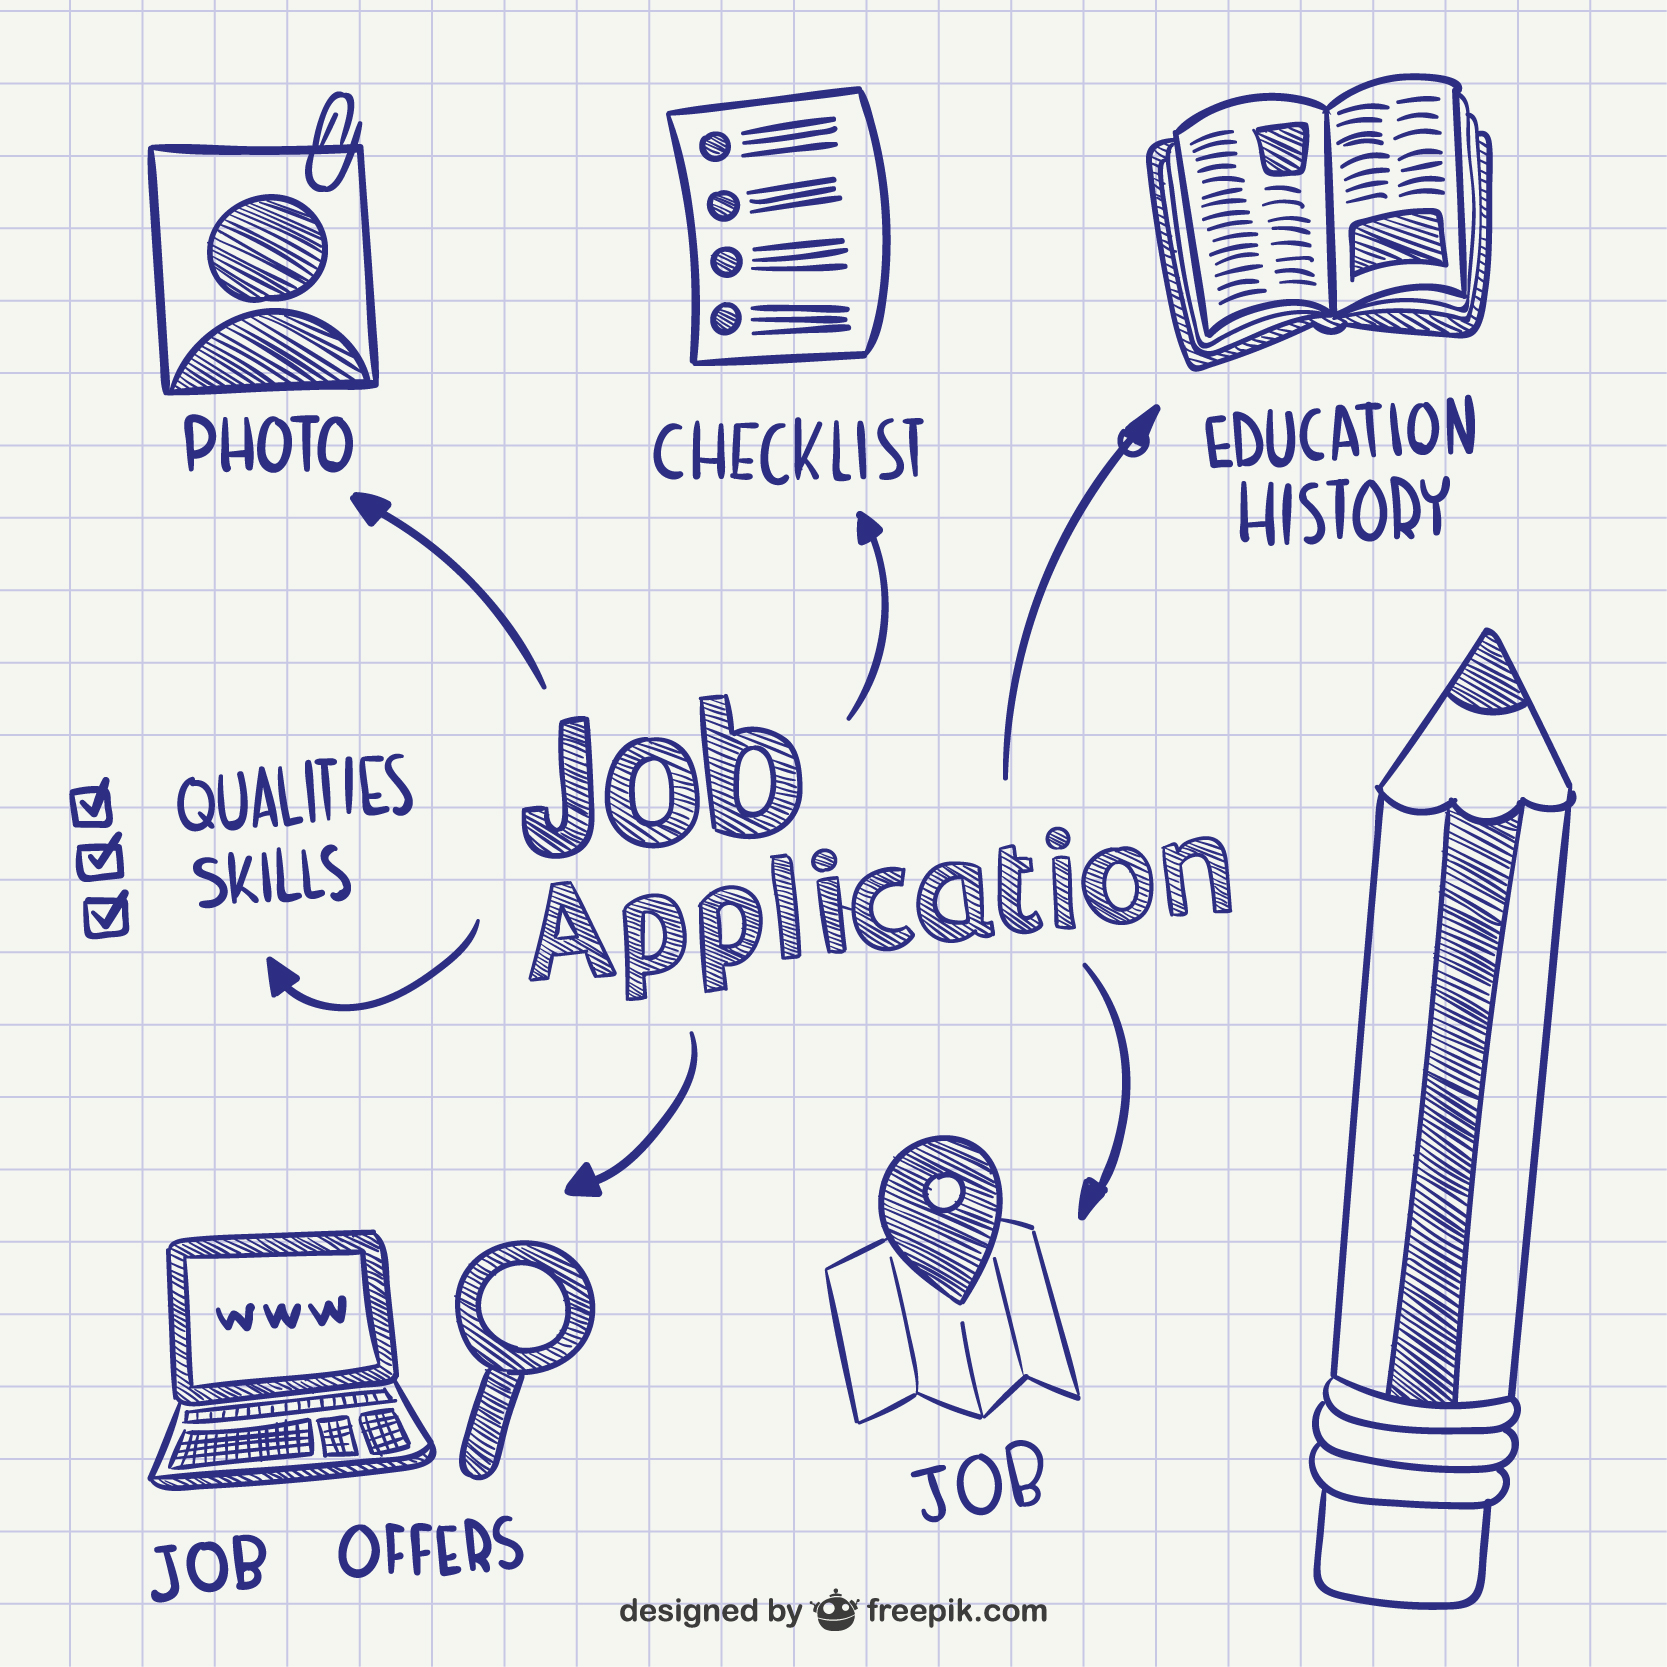 PHOTO
CHECKLIST
EDUCATION
HISTORY
QUALITIES
SKILLS
Job
Application
www
JOB OFFERS
JOB
designed by freepik.com